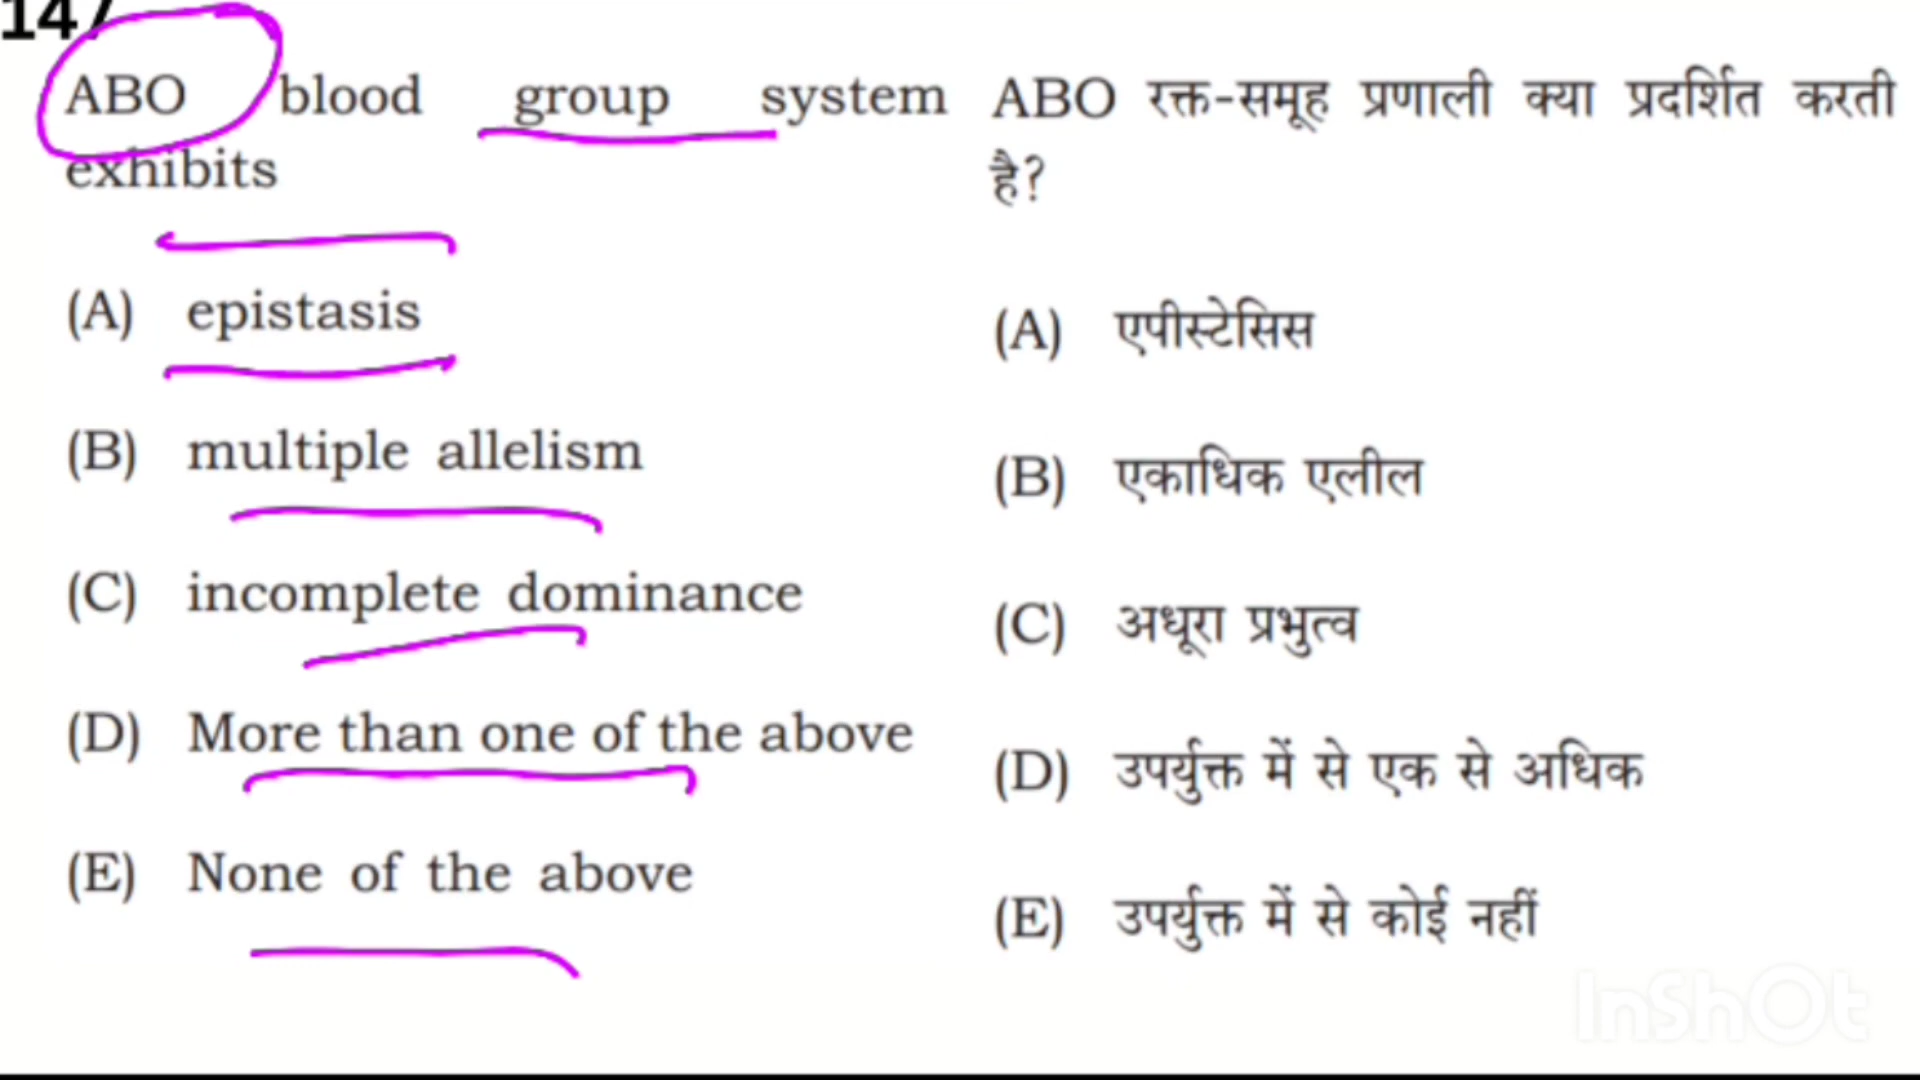 147
ABO blood group system
exhibits
(A) epistasis
(B) multiple allelism
(C) incomplete dominance
(D) More than one of the above
(E) None of the above
ABO रक्त-समूह प्रणाली क्या प्रदर्शित करती
है?
(A) एपीस्टेसिस
(B) एकाधिक एलील
(C) अधूरा प्रभुत्व
(D) उपर्युक्त में से एक से अधिक
(E) उपर्युक्त में से कोई नहीं
InShOt